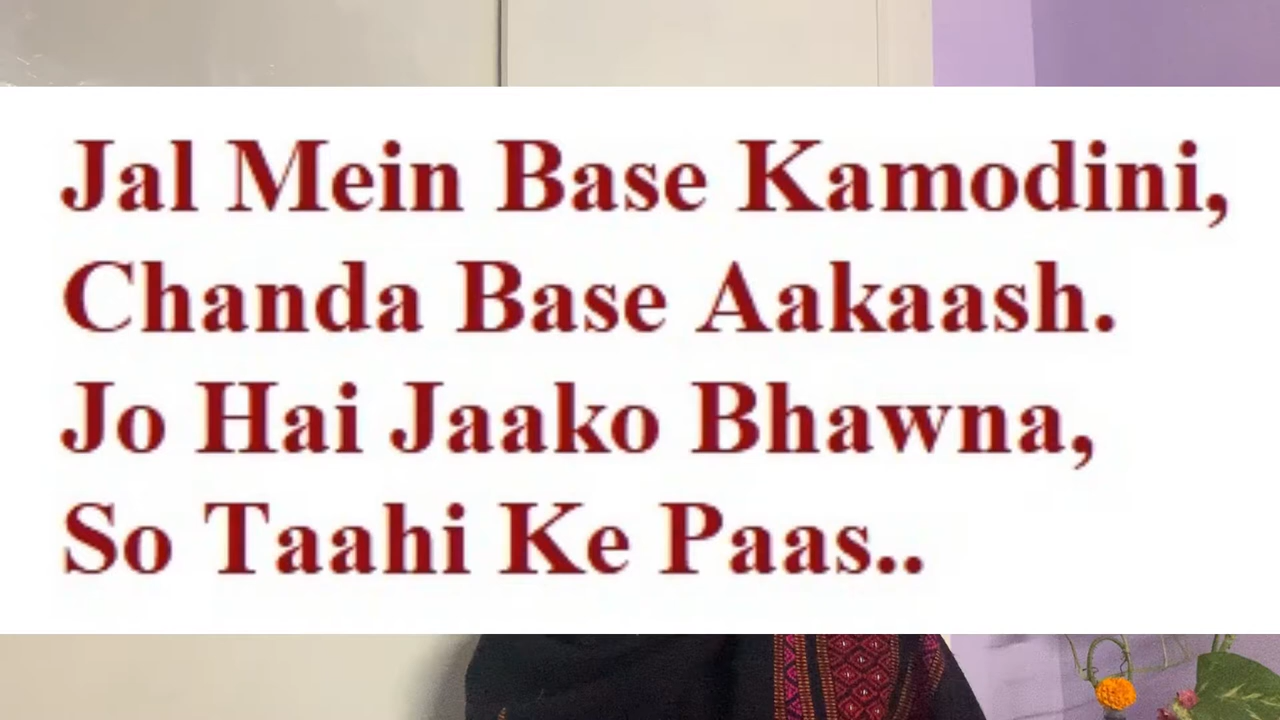 Jal Mein Base Kamodini,
Chanda Base Aakaash.
Jo Hai Jaako Bhawna,
So Taahi Ke Paas..